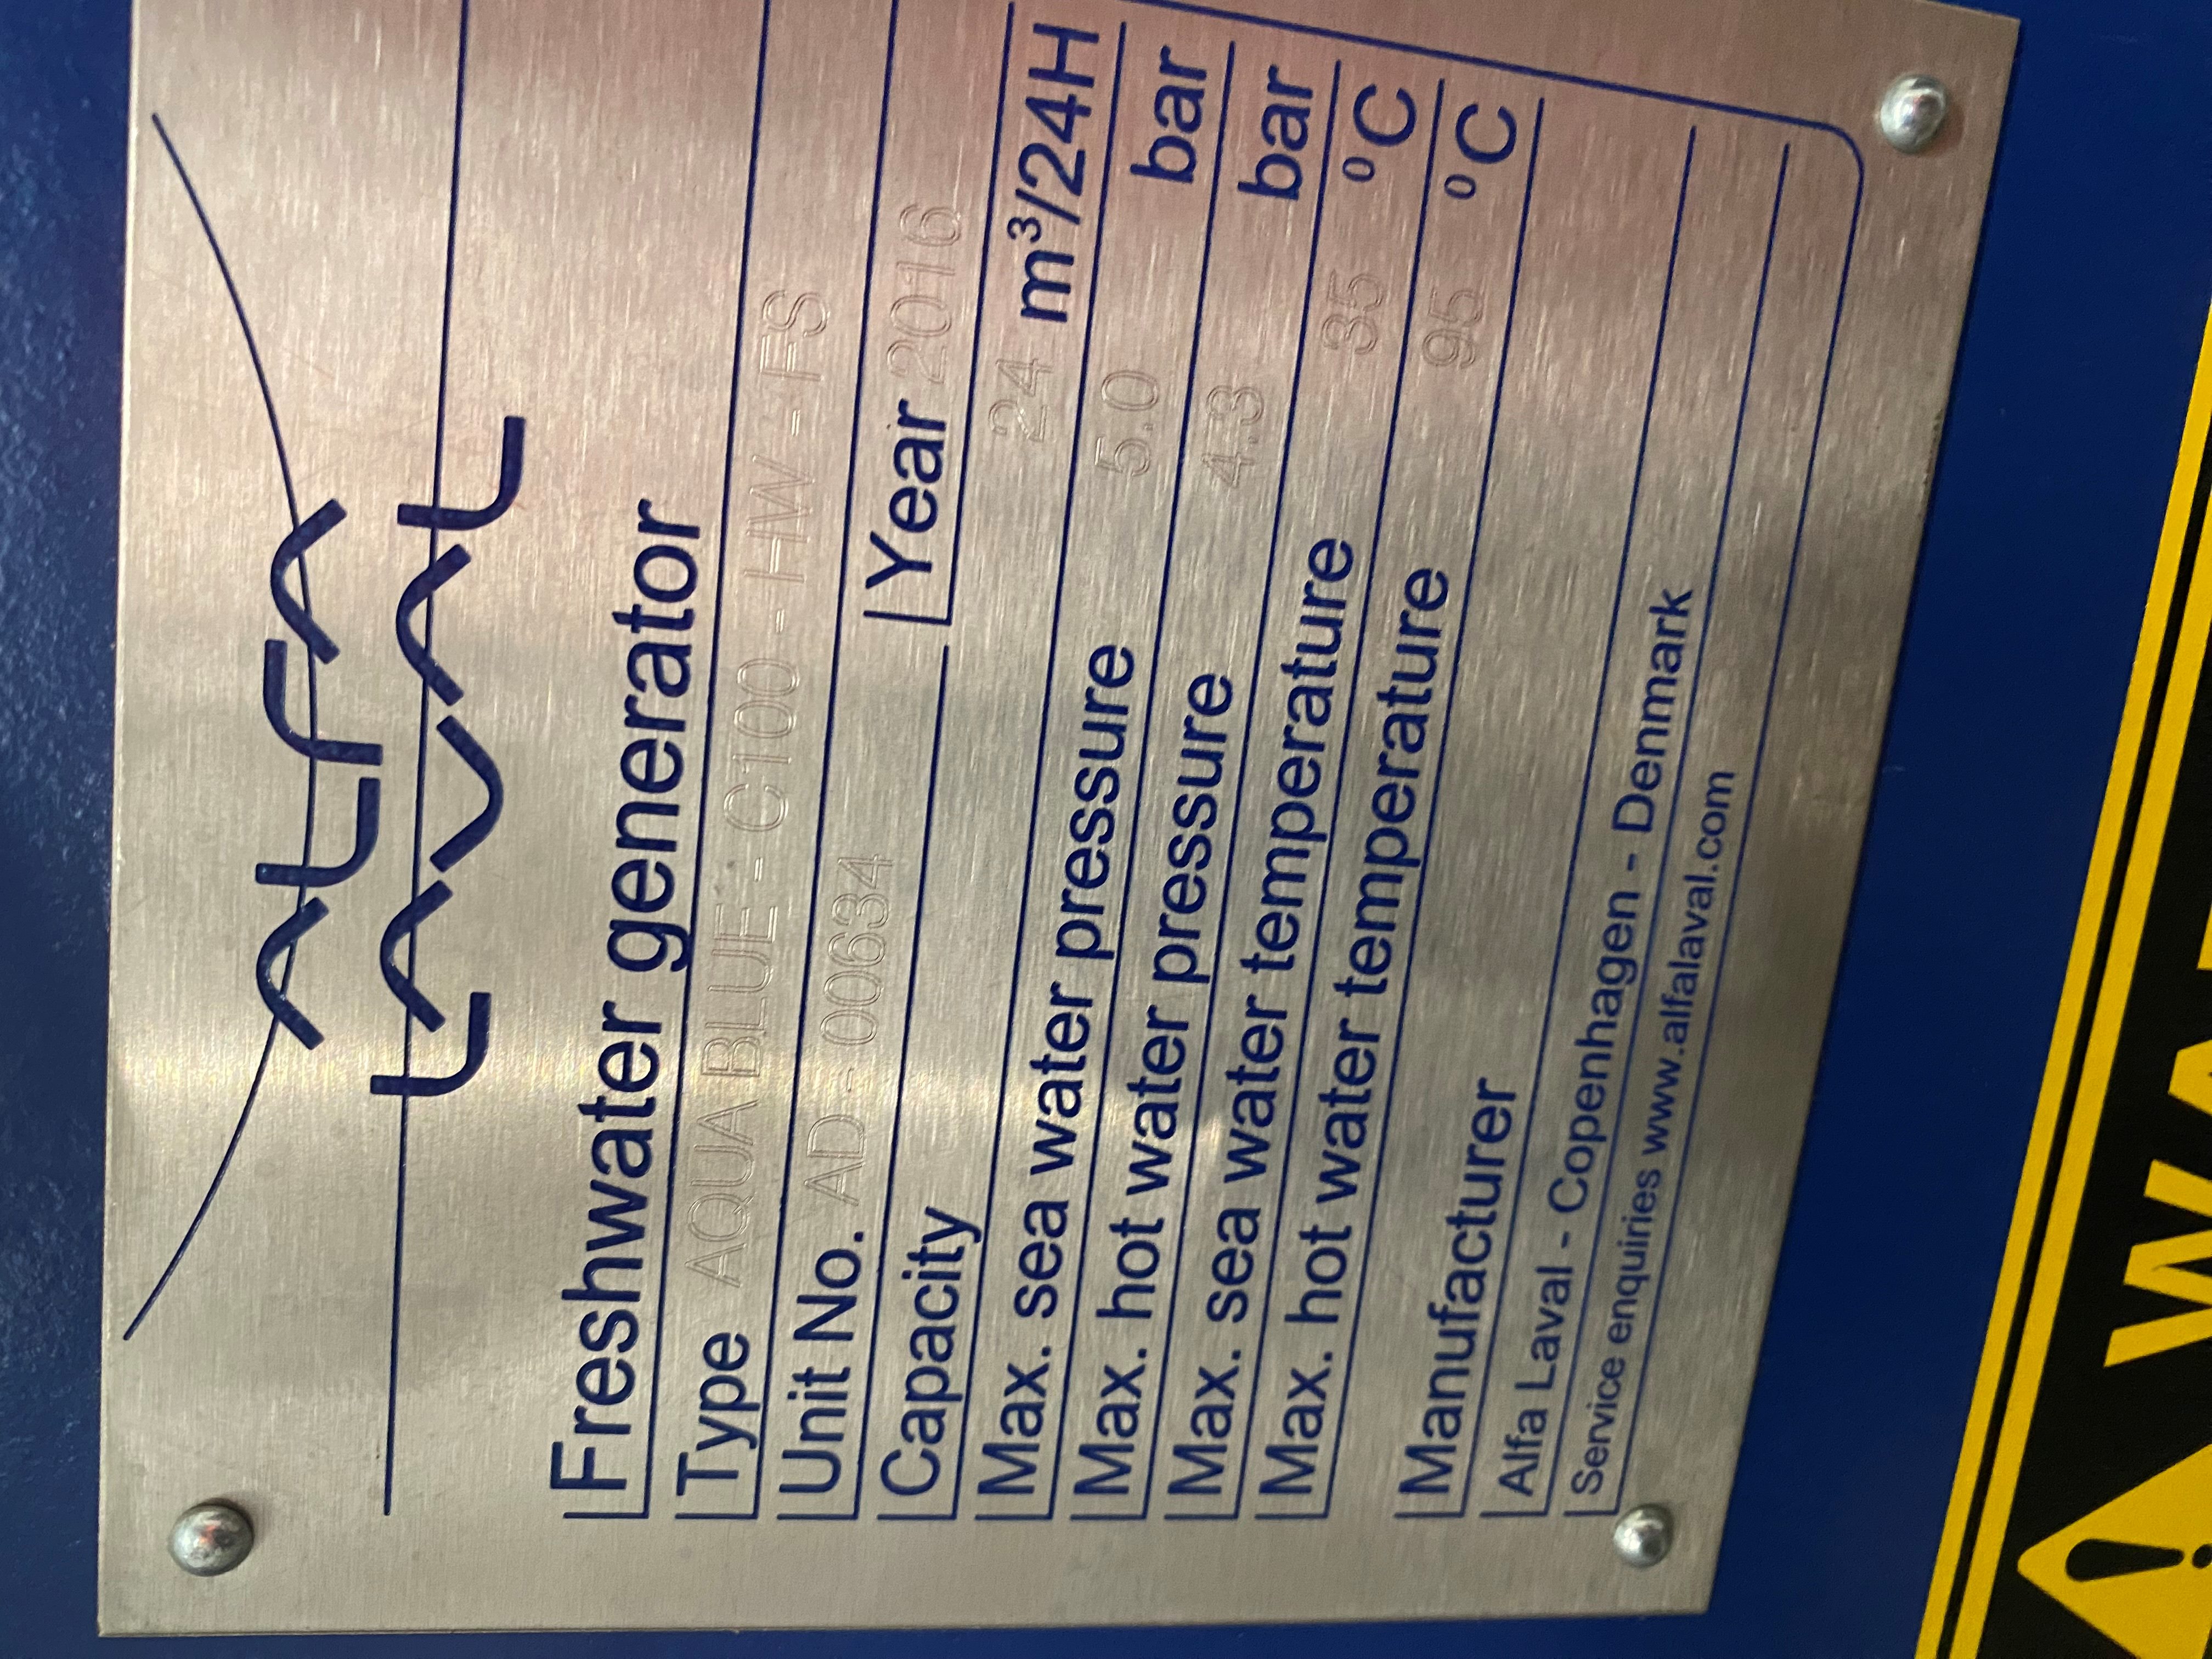 Alfa
Laval
Freshwater generator
Type AQUA BLUE - C100 - HW - FS
Unit No. AD - 00634 Year 2016
Capacity 24 m³/24H
Max. sea water pressure 5.0 bar
Max. hot water pressure 4.3 bar
Max. sea water temperature 35 °C
Max. hot water temperature 95 °C
Manufacturer
Alfa Laval - Copenhagen - Denmark
Service enquiries www.alfalaval.com